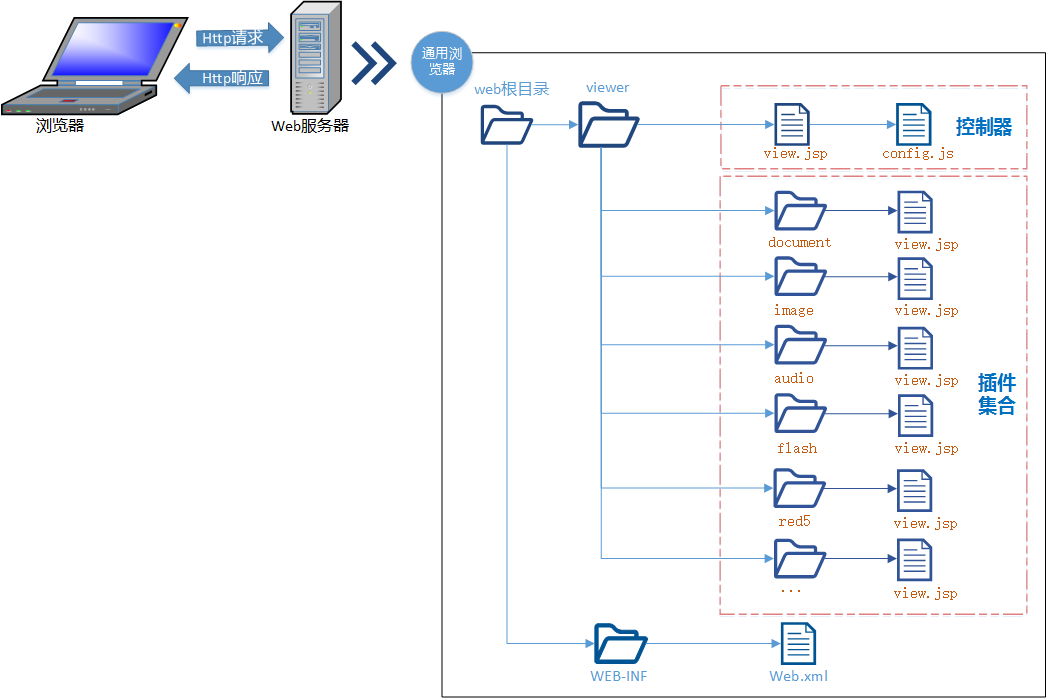 Http请求
Http响应
浏览器
Web服务器
通用浏
览器
web根目录
viewer
view.jsp
config.js
控制器
document
view.jsp
image
view.jsp
audio
view.jsp
插件
集合
flash
view.jsp
red5
view.jsp
...
view.jsp
WEB-INF
Web.xml